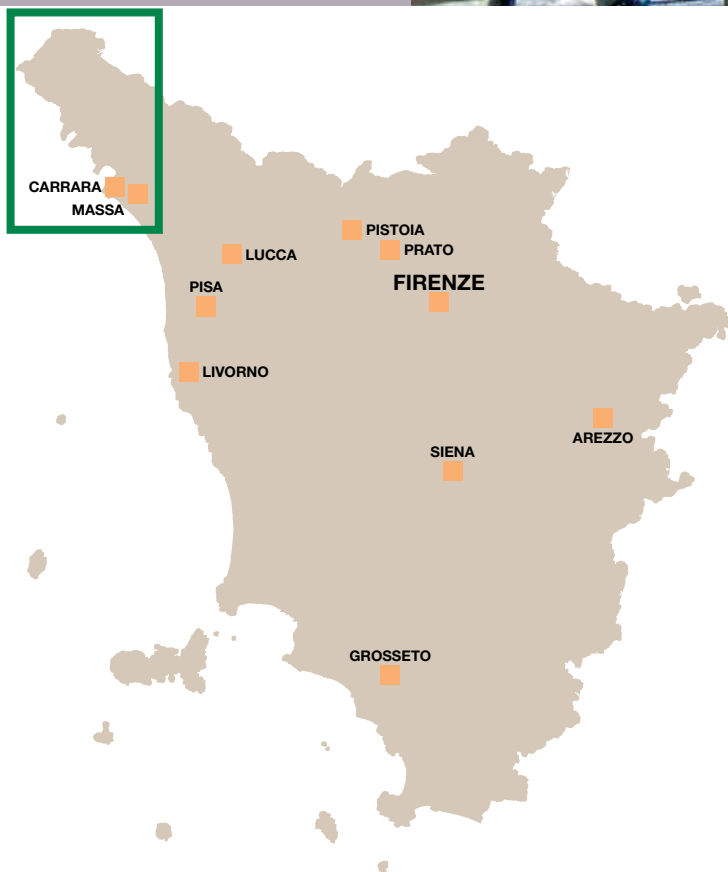 CARRARA
MASSA
PISTOIA
PRATO
LUCCA
FIRENZE
PISA
LIVORNO
AREZZO
SIENA
GROSSETO